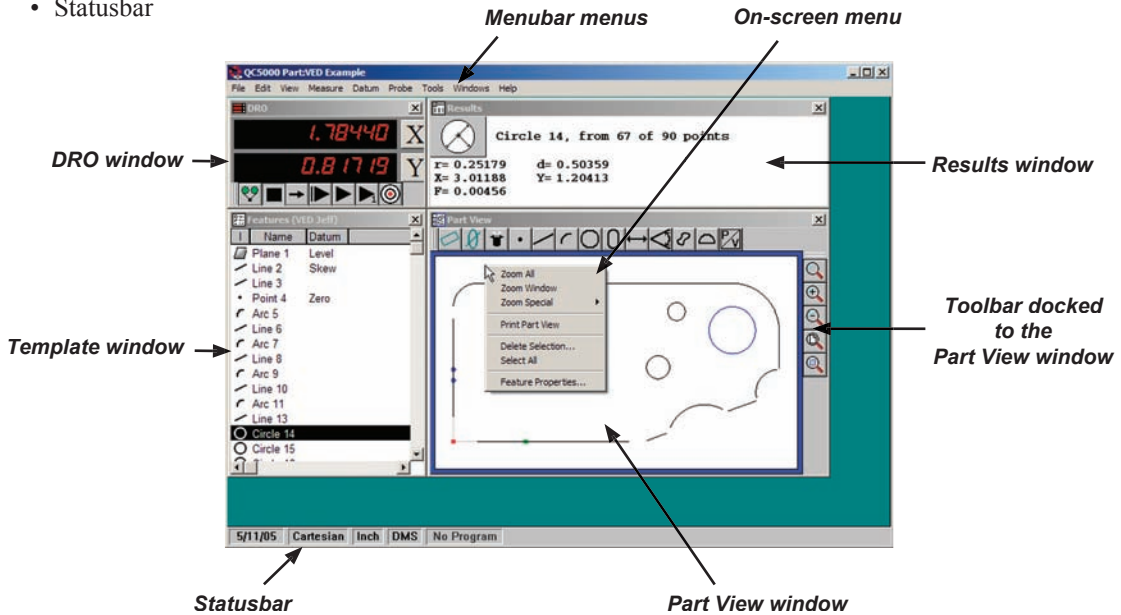 • Statusbar
Menubar menus
On-screen menu
QC5000 Part:VED Example
File Edit View Measure Datum Probe Tools Windows Help
DRO
1.78440 X
0.81719 Y
1
Results
Circle 14, from 67 of 90 points
r= 0.25179 d= 0.50359
X= 3.01188 Y= 1.20413
F= 0.00456
DRO window
Results window
Features (VED Jeff)
I Name Datum
Plane 1 Level
Line 2 Skew
Line 3
Point 4 Zero
Arc 5
Line 6
Arc 7
Line 8
Arc 9
Line 10
Arc 11
Line 13
Circle 14
Circle 15
Template window
Part View
P/V
Zoom All
Zoom Window
Zoom Special
Print Part View
Delete Selection...
Select All
Feature Properties...
Toolbar docked
to the
Part View window
5/11/05 Cartesian Inch DMS No Program
Statusbar
Part View window